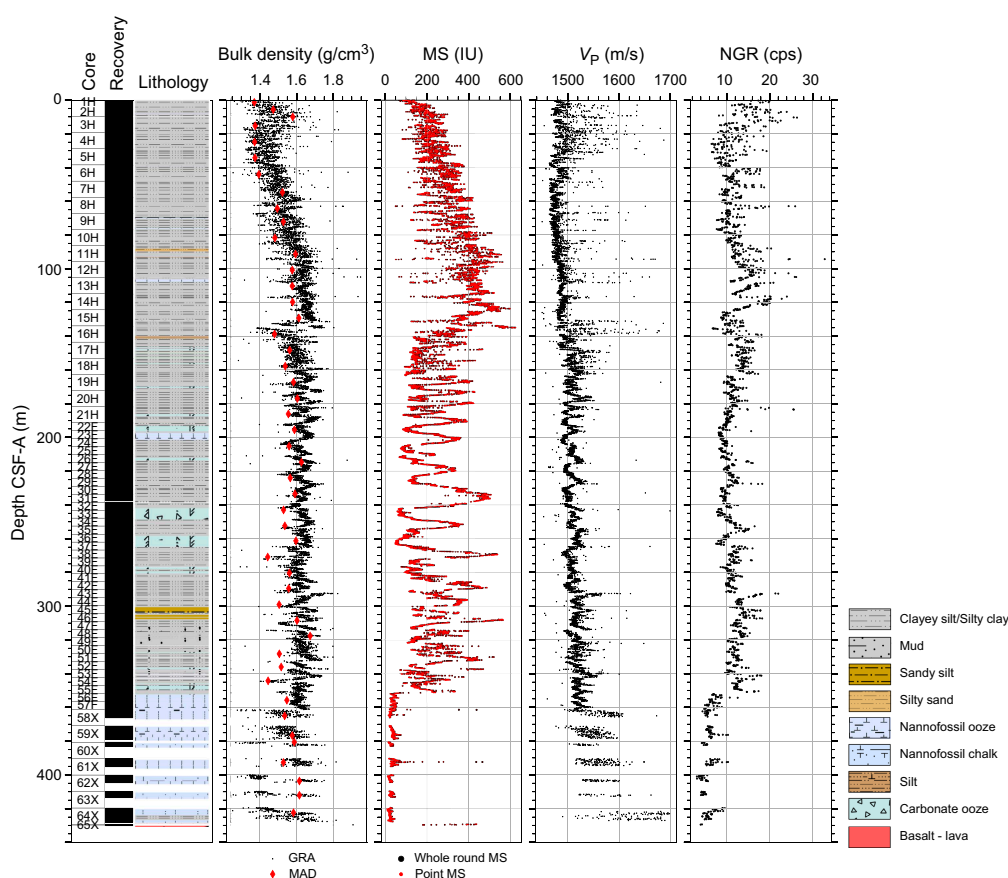 Core
Recovery
Lithology
Bulk density (g/cm3)
1.4 1.6 1.8
MS (IU)
0 200 400 600
VP (m/s)
1500 1600 1700
NGR (cps)
10 20 30
Depth CSF-A (m)
0
100
200
300
400
1H
2H
3H
4H
5H
6H
7H
8H
9H
10H
11H
12H
13H
14H
15H
16H
17H
18H
19H
20H
21H
22F
23F
24F
25F
26F
27F
28F
29F
30F
31F
32F
33F
34F
35F
36F
37F
38F
39F
40F
41F
42F
43F
44F
45F
46F
47F
48F
49F
50F
51F
52F
53F
54F
55F
56F
57F
58X
59X
60X
61X
62X
63X
64X
65X
GRA
MAD
Whole round MS
Point MS
Clayey silt/Silty clay
Mud
Sandy silt
Silty sand
Nannofossil ooze
Nannofossil chalk
Silt
Carbonate ooze
Basalt - lava